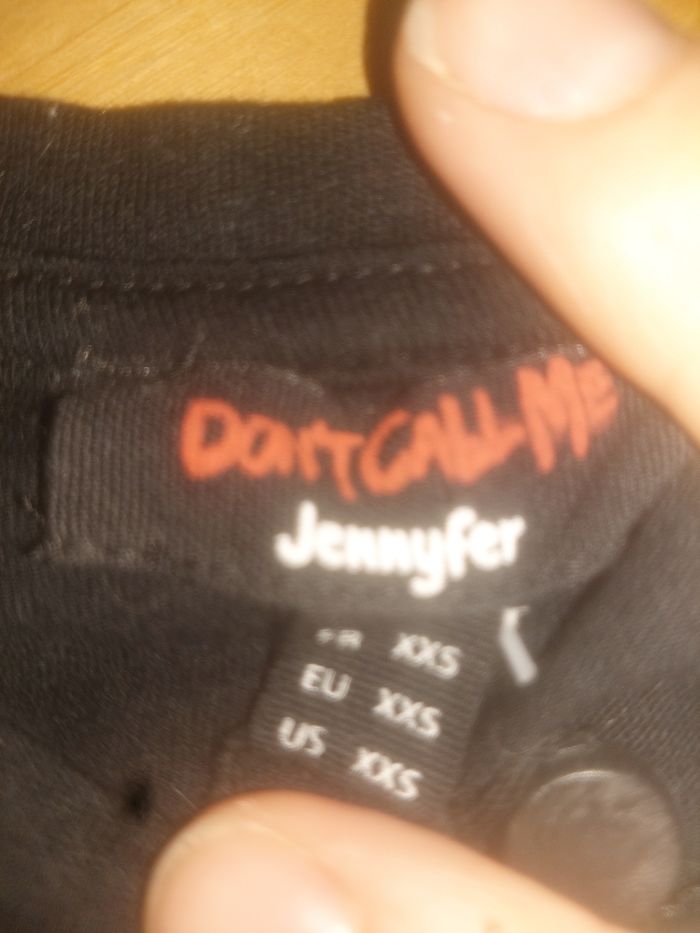 DON'T CALL ME
Jennyfer
FR XXS
EU XXS
US XXS